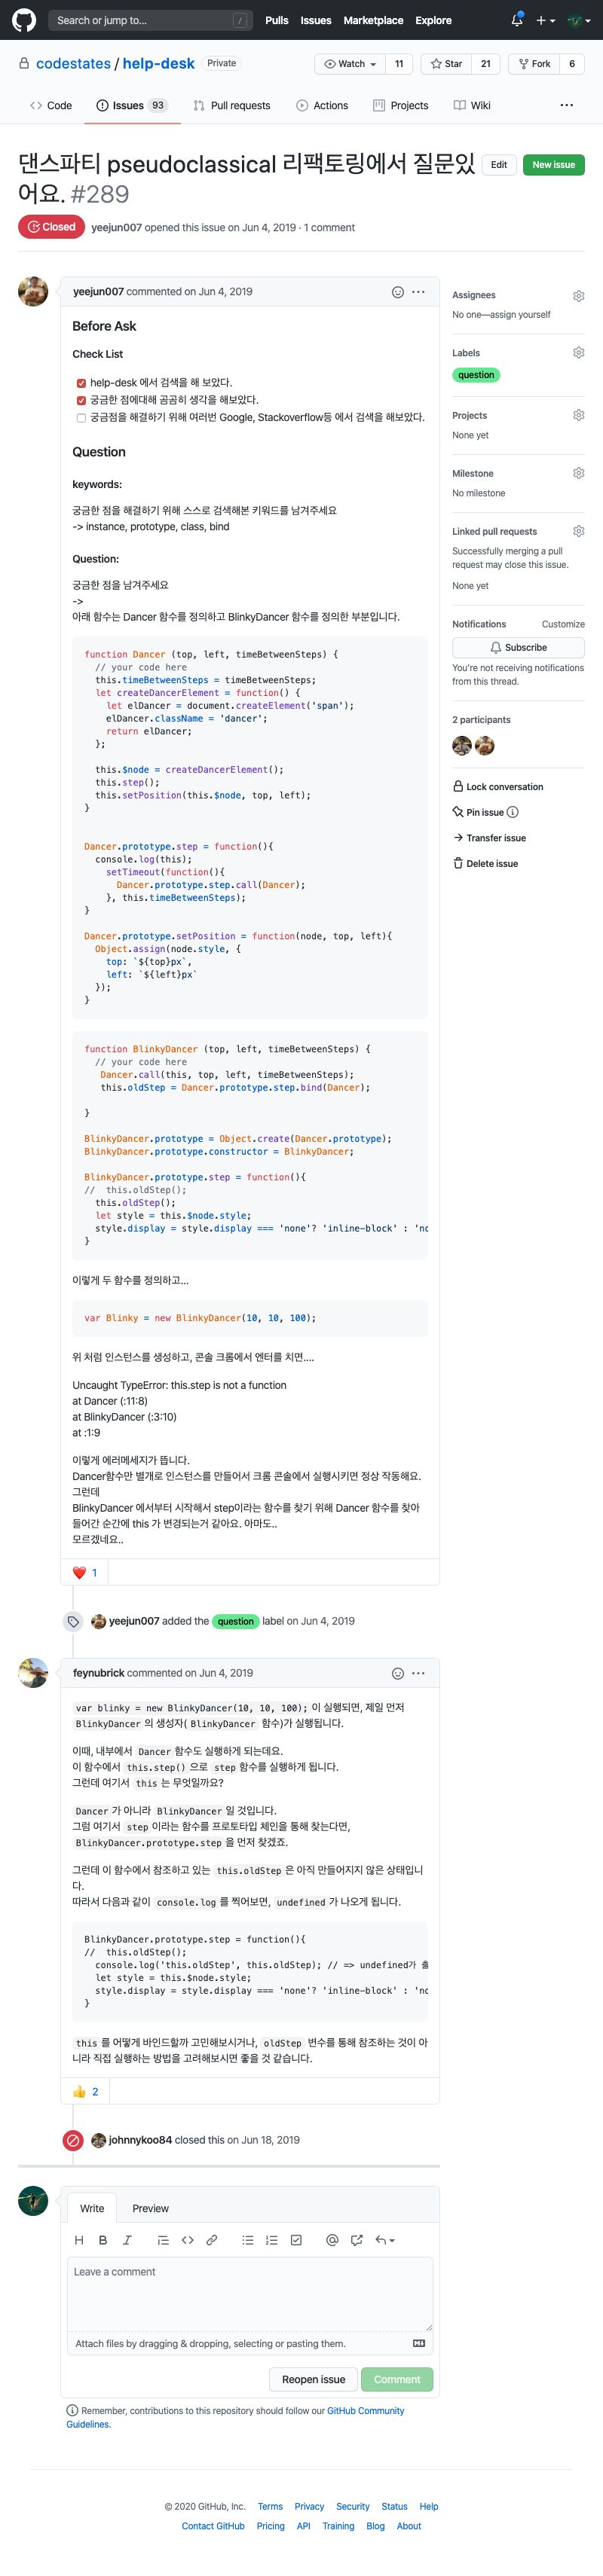 Search or jump to... /
Pulls Issues Marketplace Explore
codestates / help-desk Private
Watch 11 Star 21 Fork 6
Code Issues 93 Pull requests Actions Projects Wiki
댄스파티 pseudoclassical 리팩토링에서 질문있
어요. #289
Edit New issue
Closed yeejun007 opened this issue on Jun 4, 2019 · 1 comment
yeejun007 commented on Jun 4, 2019
Before Ask
Check List
help-desk 에서 검색을 해 보았다.
궁금한 점에대해 곰곰히 생각을 해보았다.
궁금점을 해결하기 위해 여러번 Google, Stackoverflow등 에서 검색을 해보았다.
Question
keywords:
궁금한 점을 해결하기 위해 스스로 검색해본 키워드를 남겨주세요
-> instance, prototype, class, bind
Question:
궁금한 점을 남겨주세요
->
아래 함수는 Dancer 함수를 정의하고 BlinkyDancer 함수를 정의한 부분입니다.
function Dancer (top, left, timeBetweenSteps) {
// your code here
this.timeBetweenSteps = timeBetweenSteps;
let createDancerElement = function() {
let elDancer = document.createElement('span');
elDancer.className = 'dancer';
return elDancer;
};
this.$node = createDancerElement();
this.step();
this.setPosition(this.$node, top, left);
}
Dancer.prototype.step = function(){
console.log(this);
setTimeout(function(){
Dancer.prototype.step.call(Dancer);
}, this.timeBetweenSteps);
}
Dancer.prototype.setPosition = function(node, top, left){
Object.assign(node.style, {
top: `${top}px`,
left: `${left}px`
});
}
function BlinkyDancer (top, left, timeBetweenSteps) {
// your code here
Dancer.call(this, top, left, timeBetweenSteps);
this.oldStep = Dancer.prototype.step.bind(Dancer);
}
BlinkyDancer.prototype = Object.create(Dancer.prototype);
BlinkyDancer.prototype.constructor = BlinkyDancer;
BlinkyDancer.prototype.step = function(){
// this.oldStep();
this.oldStep();
let style = this.$node.style;
style.display = style.display === 'none'? 'inline-block' : 'no
}
이렇게 두 함수를 정의하고...
var Blinky = new BlinkyDancer(10, 10, 100);
위 처럼 인스턴스를 생성하고, 콘솔 크롬에서 엔터를 치면....
Uncaught TypeError: this.step is not a function
at Dancer (:11:8)
at BlinkyDancer (:3:10)
at :1:9
이렇게 에러메세지가 뜹니다.
Dancer함수만 별개로 인스턴스를 만들어서 크롬 콘솔에서 실행시키면 정상 작동해요.
그런데
BlinkyDancer 에서부터 시작해서 step이라는 함수를 찾기 위해 Dancer 함수를 찾아
들어간 순간에 this 가 변경되는거 같아요. 아마도..
모르겠네요..
❤️ 1
yeejun007 added the question label on Jun 4, 2019
feynubrick commented on Jun 4, 2019
var blinky = new BlinkyDancer(10, 10, 100); 이 실행되면, 제일 먼저
BlinkyDancer 의 생성자( BlinkyDancer 함수)가 실행됩니다.
이때, 내부에서 Dancer 함수도 실행하게 되는데요.
이 함수에서 this.step() 으로 step 함수를 실행하게 됩니다.
그런데 여기서 this 는 무엇일까요?
Dancer 가 아니라 BlinkyDancer 일 것입니다.
그럼 여기서 step 이라는 함수를 프로토타입 체인을 통해 찾는다면,
BlinkyDancer.prototype.step 을 먼저 찾겠죠.
그런데 이 함수에서 참조하고 있는 this.oldStep 은 아직 만들어지지 않은 상태입니
다.
따라서 다음과 같이 console.log 를 찍어보면, undefined 가 나오게 됩니다.
BlinkyDancer.prototype.step = function(){
// this.oldStep();
console.log('this.oldStep', this.oldStep); // => undefined가 출
let style = this.$node.style;
style.display = style.display === 'none'? 'inline-block' : 'no
}
this 를 어떻게 바인드할까 고민해보시거나, oldStep 변수를 통해 참조하는 것이 아
니라 직접 실행하는 방법을 고려해보시면 좋을 것 같습니다.
👍 2
johnnykoo84 closed this on Jun 18, 2019
Write Preview
Leave a comment
Attach files by dragging & dropping, selecting or pasting them.
Reopen issue Comment
Remember, contributions to this repository should follow our GitHub Community
Guidelines.
Assignees
No one—assign yourself
Labels
question
Projects
None yet
Milestone
No milestone
Linked pull requests
Successfully merging a pull
request may close this issue.
None yet
Notifications Customize
Subscribe
You're not receiving notifications
from this thread.
2 participants
Lock conversation
Pin issue
Transfer issue
Delete issue
© 2020 GitHub, Inc. Terms Privacy Security Status Help
Contact GitHub Pricing API Training Blog About